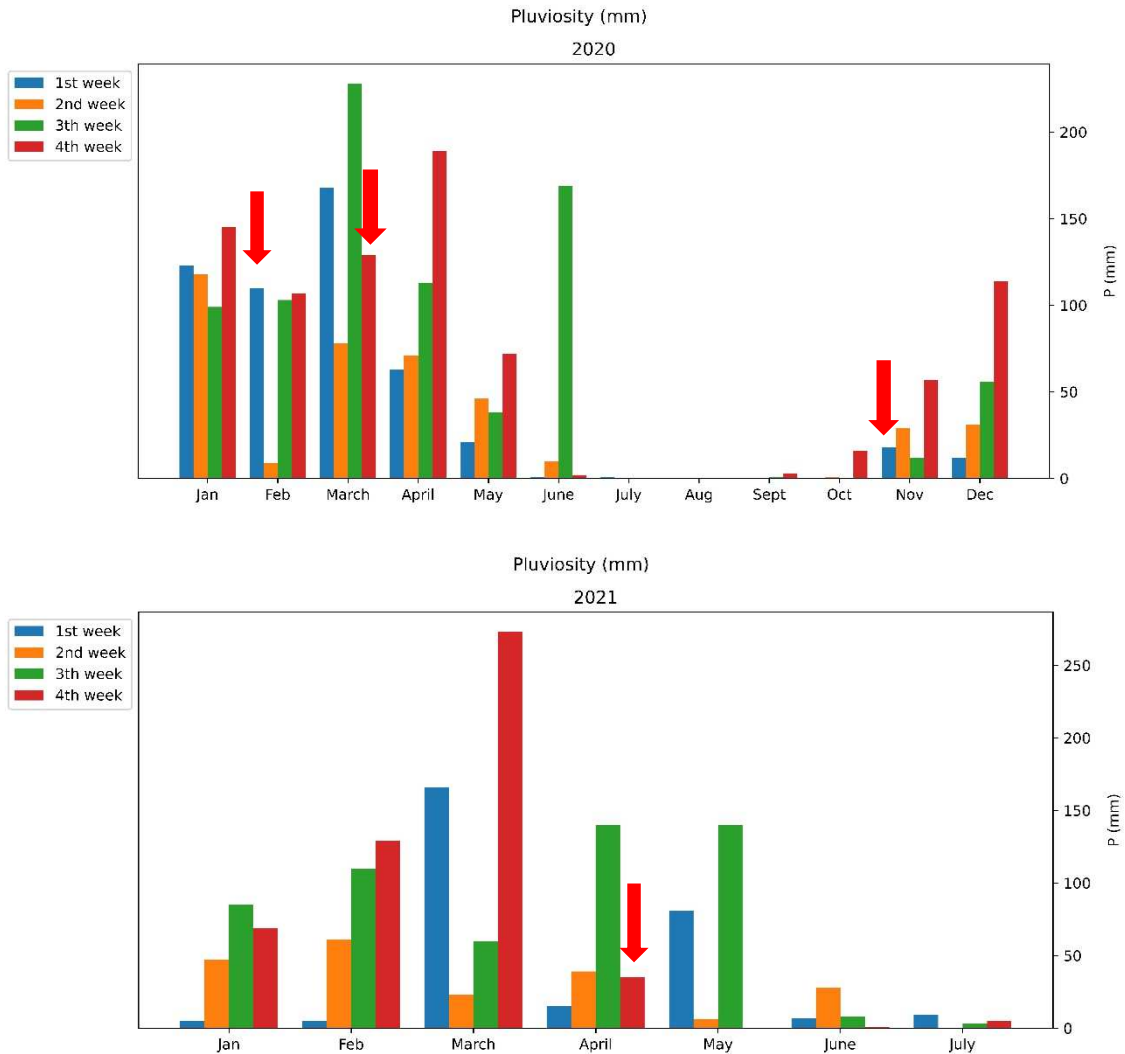 Pluviosity (mm)
2020
1st week
2nd week
3th week
4th week
200
150
100
50
0
P (mm)
Jan Feb March April May June July Aug Sept Oct Nov Dec
Pluviosity (mm)
2021
1st week
2nd week
3th week
4th week
250
200
150
100
50
0
P (mm)
Jan Feb March April May June July